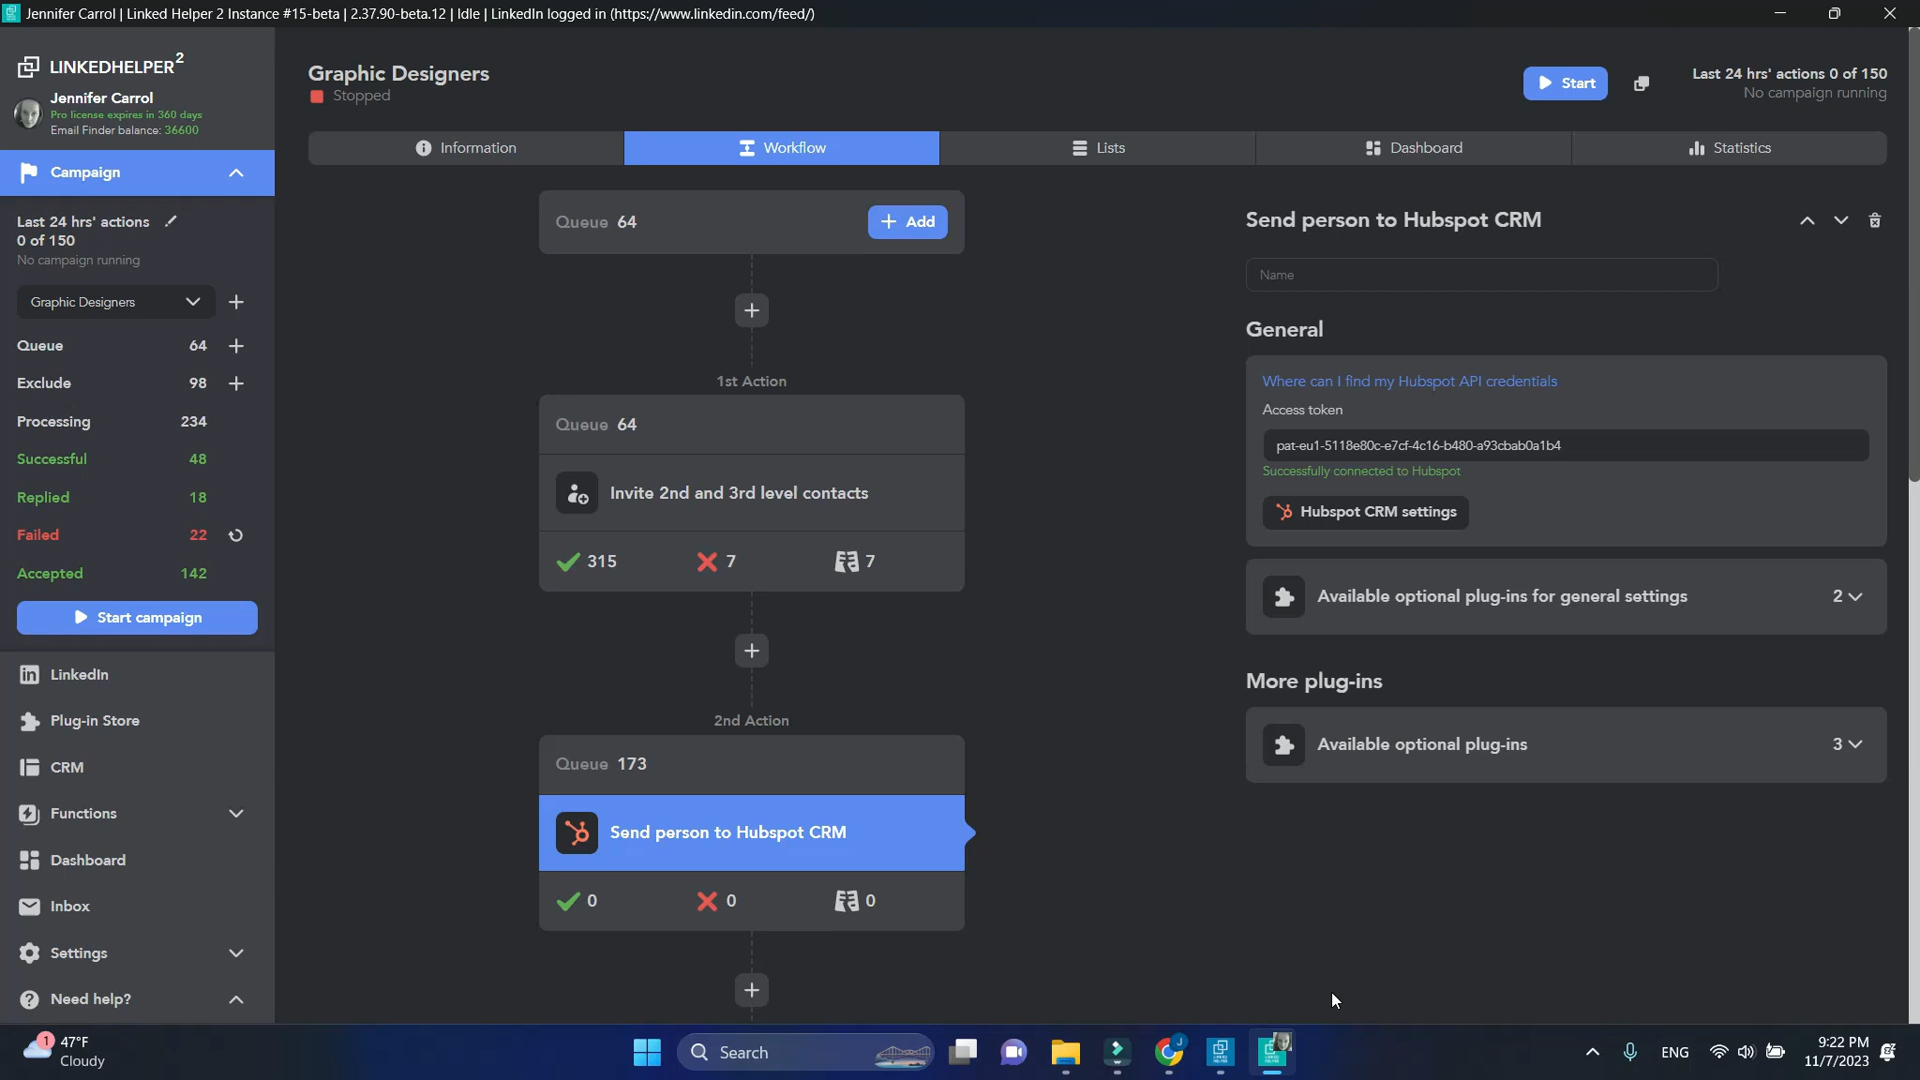 Jennifer Carrol | Linked Helper 2 Instance #15-beta | 2.37.90-beta.12 | Idle | LinkedIn logged in (https://www.linkedin.com/feed/)
LINKEDHELPER2
Jennifer Carrol
Pro license expires in 360 days
Email Finder balance: 36600
Campaign
Last 24 hrs' actions
0 of 150
No campaign running
Graphic Designers
Queue 64
Exclude 98
Processing 234
Successful 48
Replied 18
Failed 22
Accepted 142
Start campaign
LinkedIn
Plug-in Store
CRM
Functions
Dashboard
Inbox
Settings
Need help?
Graphic Designers
Stopped
Start
Last 24 hrs' actions 0 of 150
No campaign running
Information
Workflow
Lists
Dashboard
Statistics
Queue 64
Add
1st Action
Queue 64
Invite 2nd and 3rd level contacts
315 7 7
2nd Action
Queue 173
Send person to Hubspot CRM
0 0 0
Send person to Hubspot CRM
Name
General
Where can I find my Hubspot API credentials
Access token
pat-eu1-5118e80c-e7cf-4c16-b480-a93cbab0a1b4
Successfully connected to Hubspot
Hubspot CRM settings
Available optional plug-ins for general settings 2
More plug-ins
Available optional plug-ins 3
1
47°F
Cloudy
Search
J
ENG
9:22 PM
11/7/2023